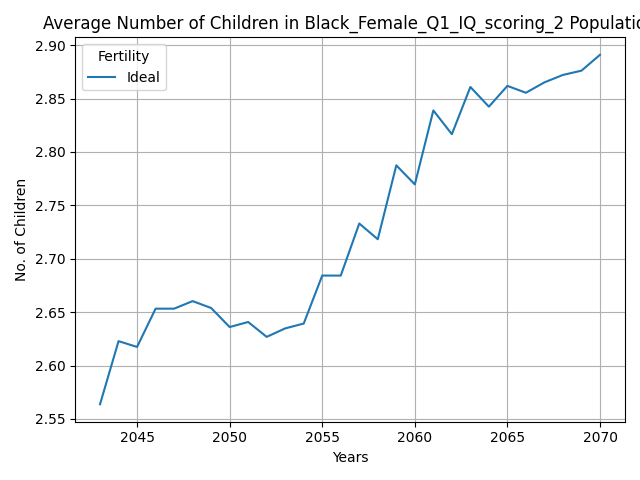 Average Number of Children in Black_Female_Q1_IQ_scoring_2 Populatio
Fertility
Ideal
2.90
2.85
2.80
2.75
2.70
2.65
2.60
2.55
No. of Children
2045 2050 2055 2060 2065 2070
Years